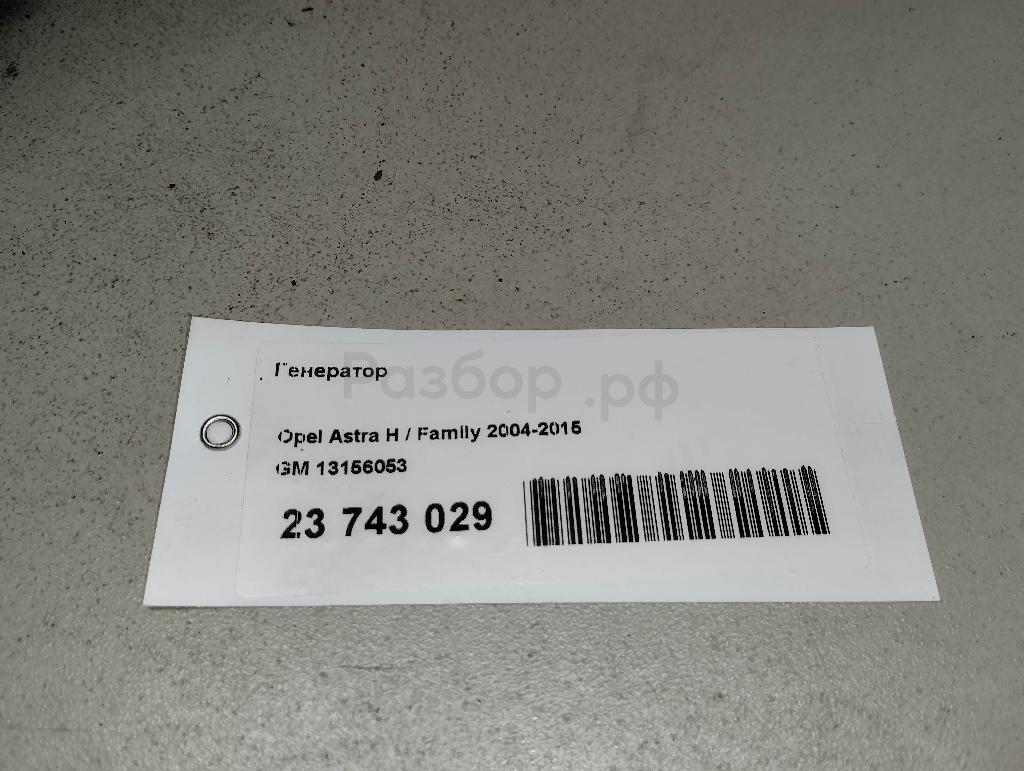 Генератор
Разбор.рф
Opel Astra H / Family 2004-2015
GM 13156053
23 743 029